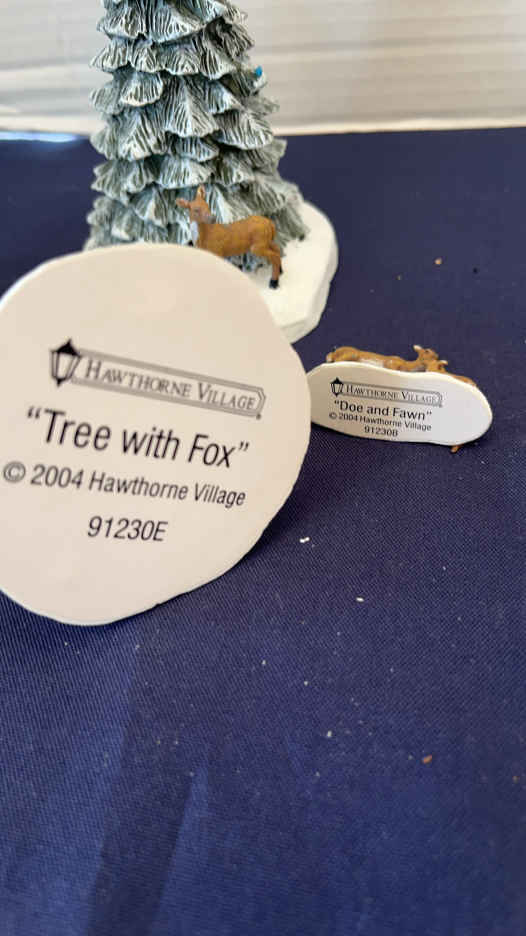 HAWTHORNE VILLAGE
“Tree with Fox”
© 2004 Hawthorne Village
91230E
HAWTHORNE VILLAGE
“Doe and Fawn”
© 2004 Hawthorne Village
91230B